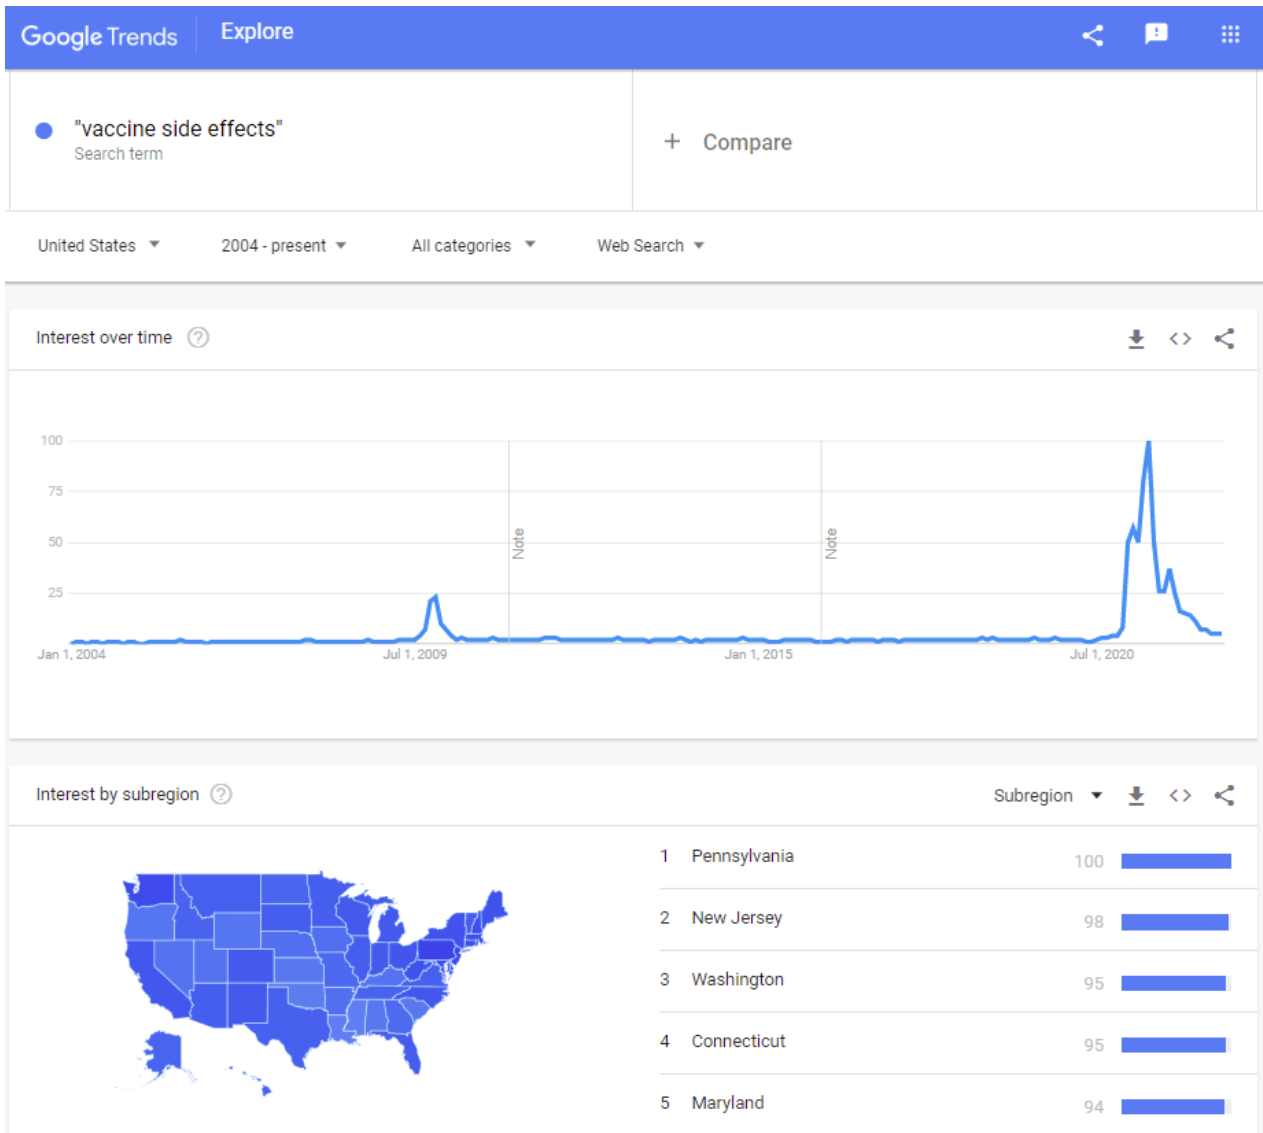 Google Trends Explore
"vaccine side effects"
Search term
+ Compare
United States 2004 - present All categories Web Search
Interest over time ?
100
75
50
25
Note Note
Jan 1, 2004 Jul 1, 2009 Jan 1, 2015 Jul 1, 2020
Interest by subregion ? Subregion
1 Pennsylvania 100
2 New Jersey 98
3 Washington 95
4 Connecticut 95
5 Maryland 94